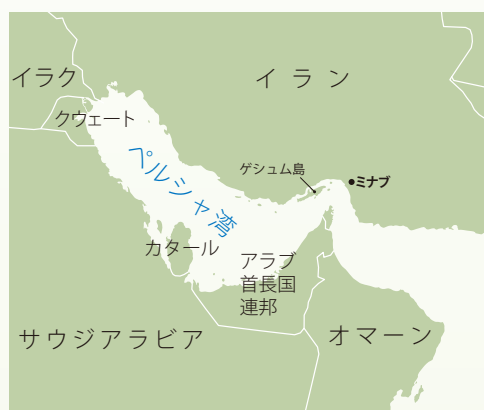 イラク
イラン
クウェート
ペルシャ湾
ゲシュム島
●ミナブ
カタール
アラブ
首長国
連邦
サウジアラビア
オマーン